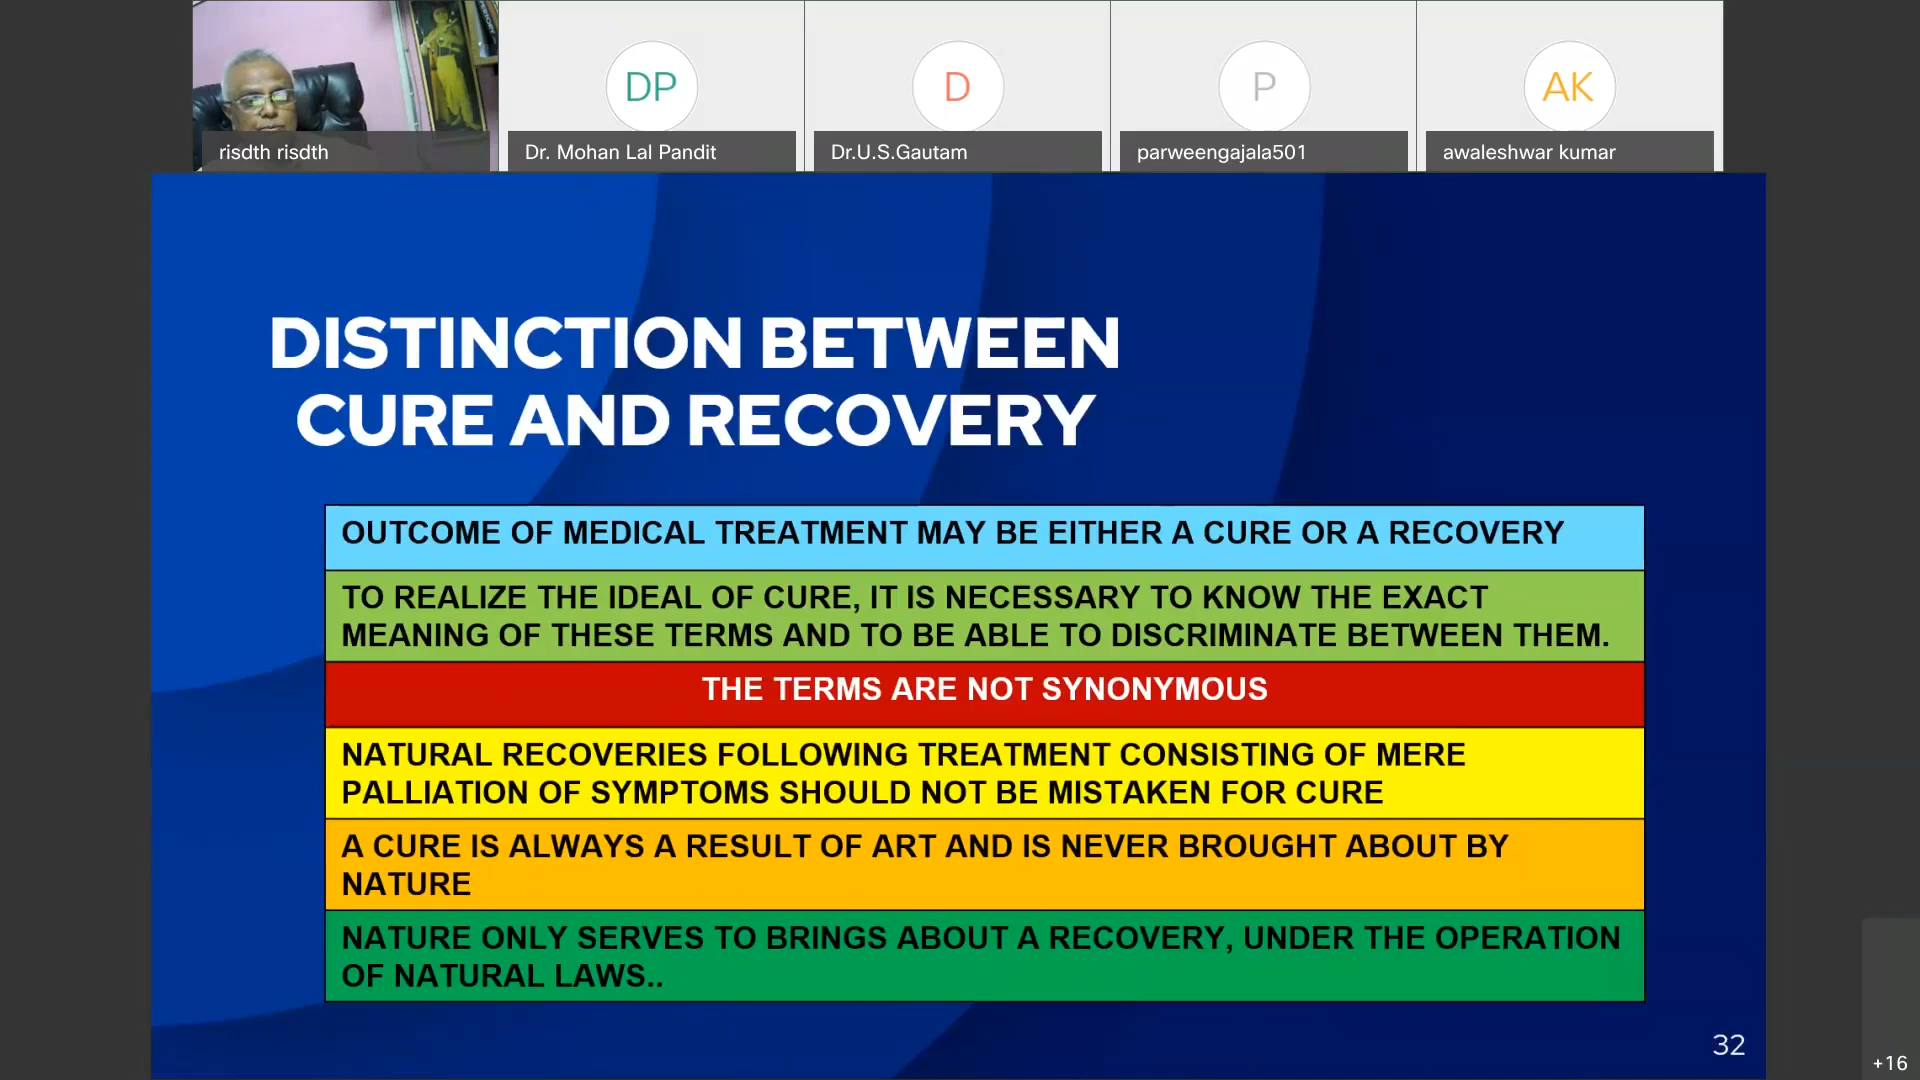 DP
D
P
AK
risdth risdth
Dr. Mohan Lal Pandit
Dr.U.S.Gautam
parweengajala501
awaleshwar kumar
DISTINCTION BETWEEN
CURE AND RECOVERY
OUTCOME OF MEDICAL TREATMENT MAY BE EITHER A CURE OR A RECOVERY
TO REALIZE THE IDEAL OF CURE, IT IS NECESSARY TO KNOW THE EXACT
MEANING OF THESE TERMS AND TO BE ABLE TO DISCRIMINATE BETWEEN THEM.
THE TERMS ARE NOT SYNONYMOUS
NATURAL RECOVERIES FOLLOWING TREATMENT CONSISTING OF MERE
PALLIATION OF SYMPTOMS SHOULD NOT BE MISTAKEN FOR CURE
A CURE IS ALWAYS A RESULT OF ART AND IS NEVER BROUGHT ABOUT BY
NATURE
NATURE ONLY SERVES TO BRINGS ABOUT A RECOVERY, UNDER THE OPERATION
OF NATURAL LAWS..
32
+16